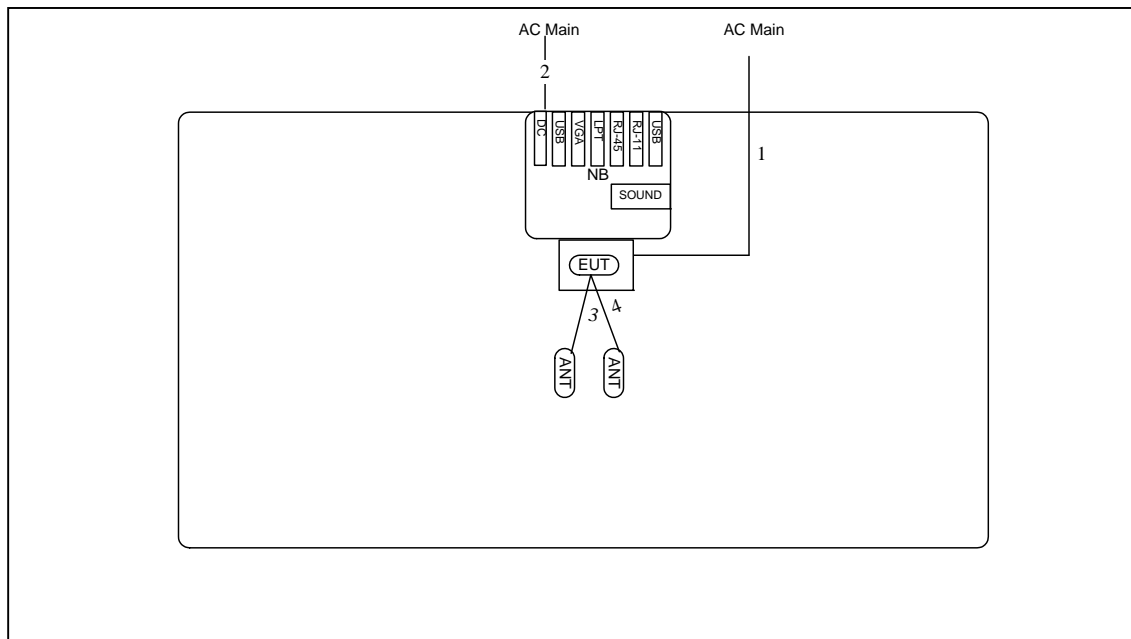 AC Main
AC Main
2
1
DC
USB
VGA
LPT
RJ-45
RJ-11
USB
NB
SOUND
EUT
3
4
ANT
ANT